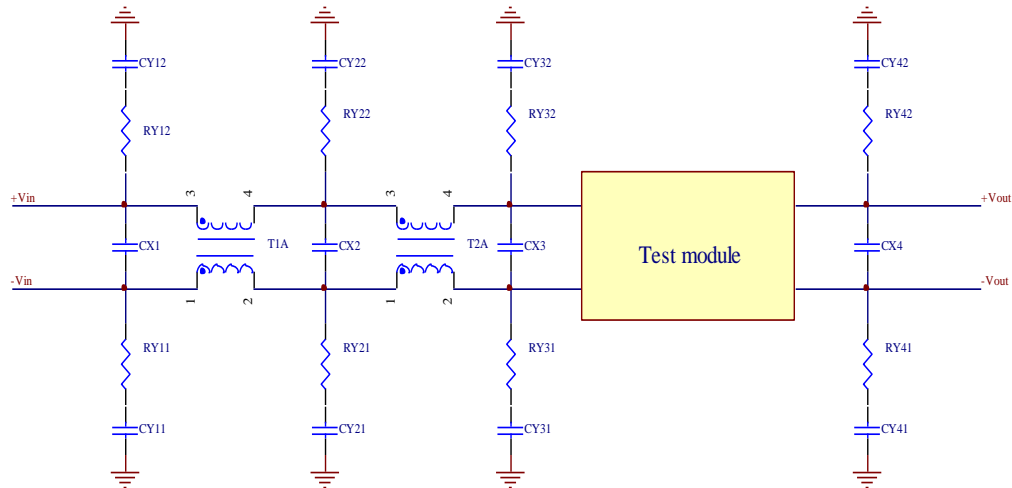 CY12 CY22 CY32 CY42
RY12 RY22 RY32 RY42
3 4 3 4
+Vin +Vout
CX1 T1A CX2 T2A CX3 Test module CX4
-Vin -Vout
1 2 1 2
RY11 RY21 RY31 RY41
CY11 CY21 CY31 CY41